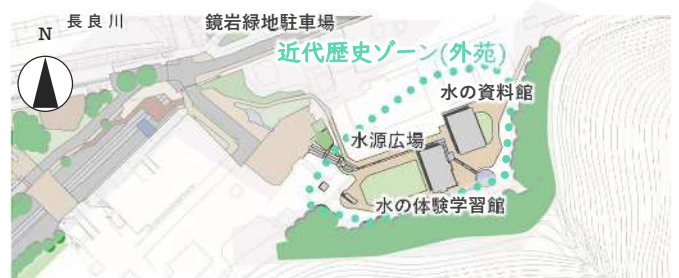 長良川
鏡岩緑地駐車場
N
近代歴史ゾーン(外苑)
水の資料館
水源広場
水の体験学習館